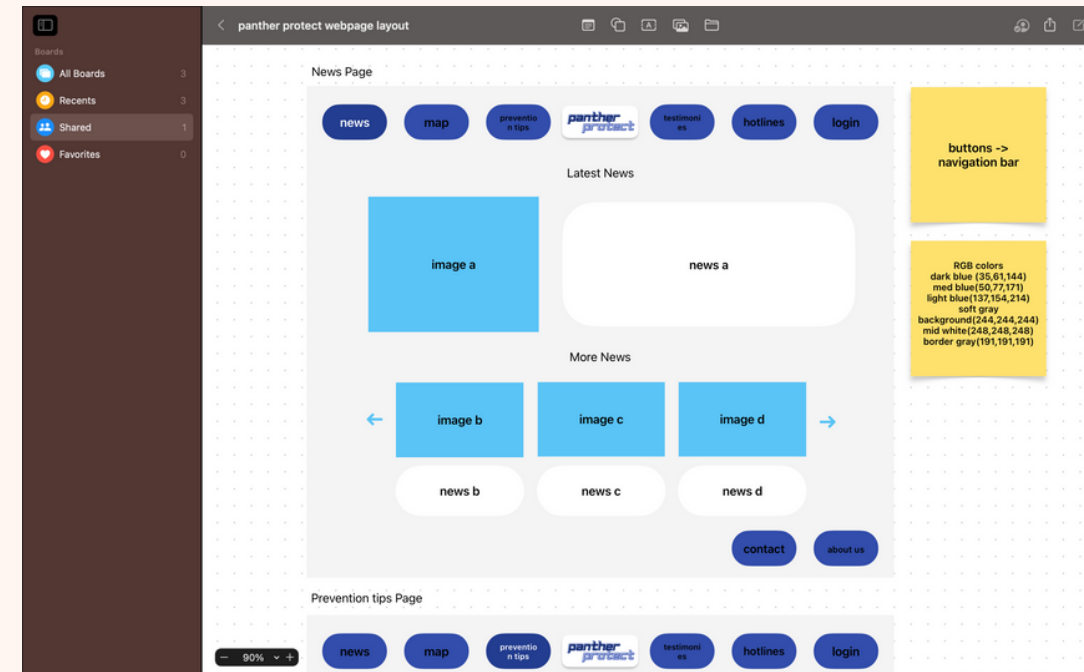 panther protect webpage layout
Boards
All Boards 3
Recents 3
Shared 1
Favorites 0
News Page
news
map
preventio
n tips
panther
protect
testimoni
es
hotlines
login
Latest News
image a
news a
More News
image b
image c
image d
news b
news c
news d
contact
about us
buttons ->
navigation bar
RGB colors
dark blue (35,61,144)
med blue(50,77,171)
light blue(137,154,214)
soft gray
background(244,244,244)
mid white(248,248,248)
border gray(191,191,191)
Prevention tips Page
news
map
preventio
n tips
panther
protect
testimoni
es
hotlines
login
90%